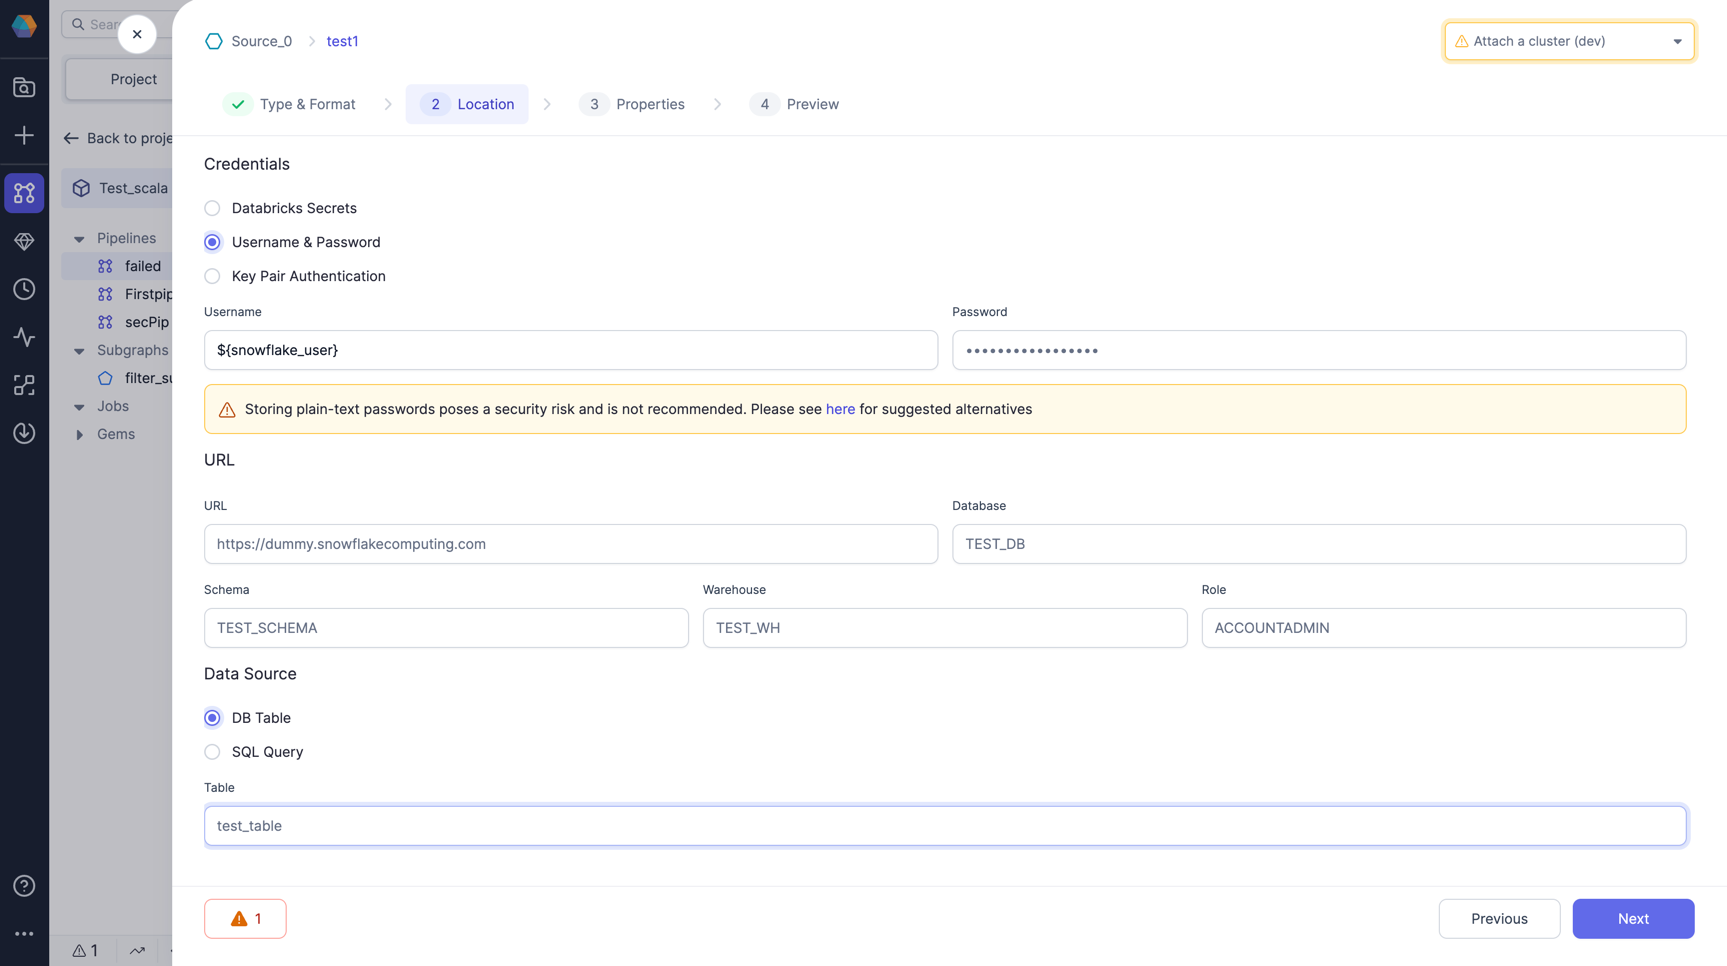 Sear
Project
Back to proje
Test_scala
Pipelines
failed
Firstpip
secPip
Subgraphs
filter_su
Jobs
Gems
1
Source_0 > test1
Attach a cluster (dev)
Type & Format > 2 Location > 3 Properties > 4 Preview
Credentials
Databricks Secrets
Username & Password
Key Pair Authentication
Username Password
${snowflake_user} •••••••••••••••••
Storing plain-text passwords poses a security risk and is not recommended. Please see here for suggested alternatives
URL
URL Database
https://dummy.snowflakecomputing.com TEST_DB
Schema Warehouse Role
TEST_SCHEMA TEST_WH ACCOUNTADMIN
Data Source
DB Table
SQL Query
Table
test_table
1 Previous Next